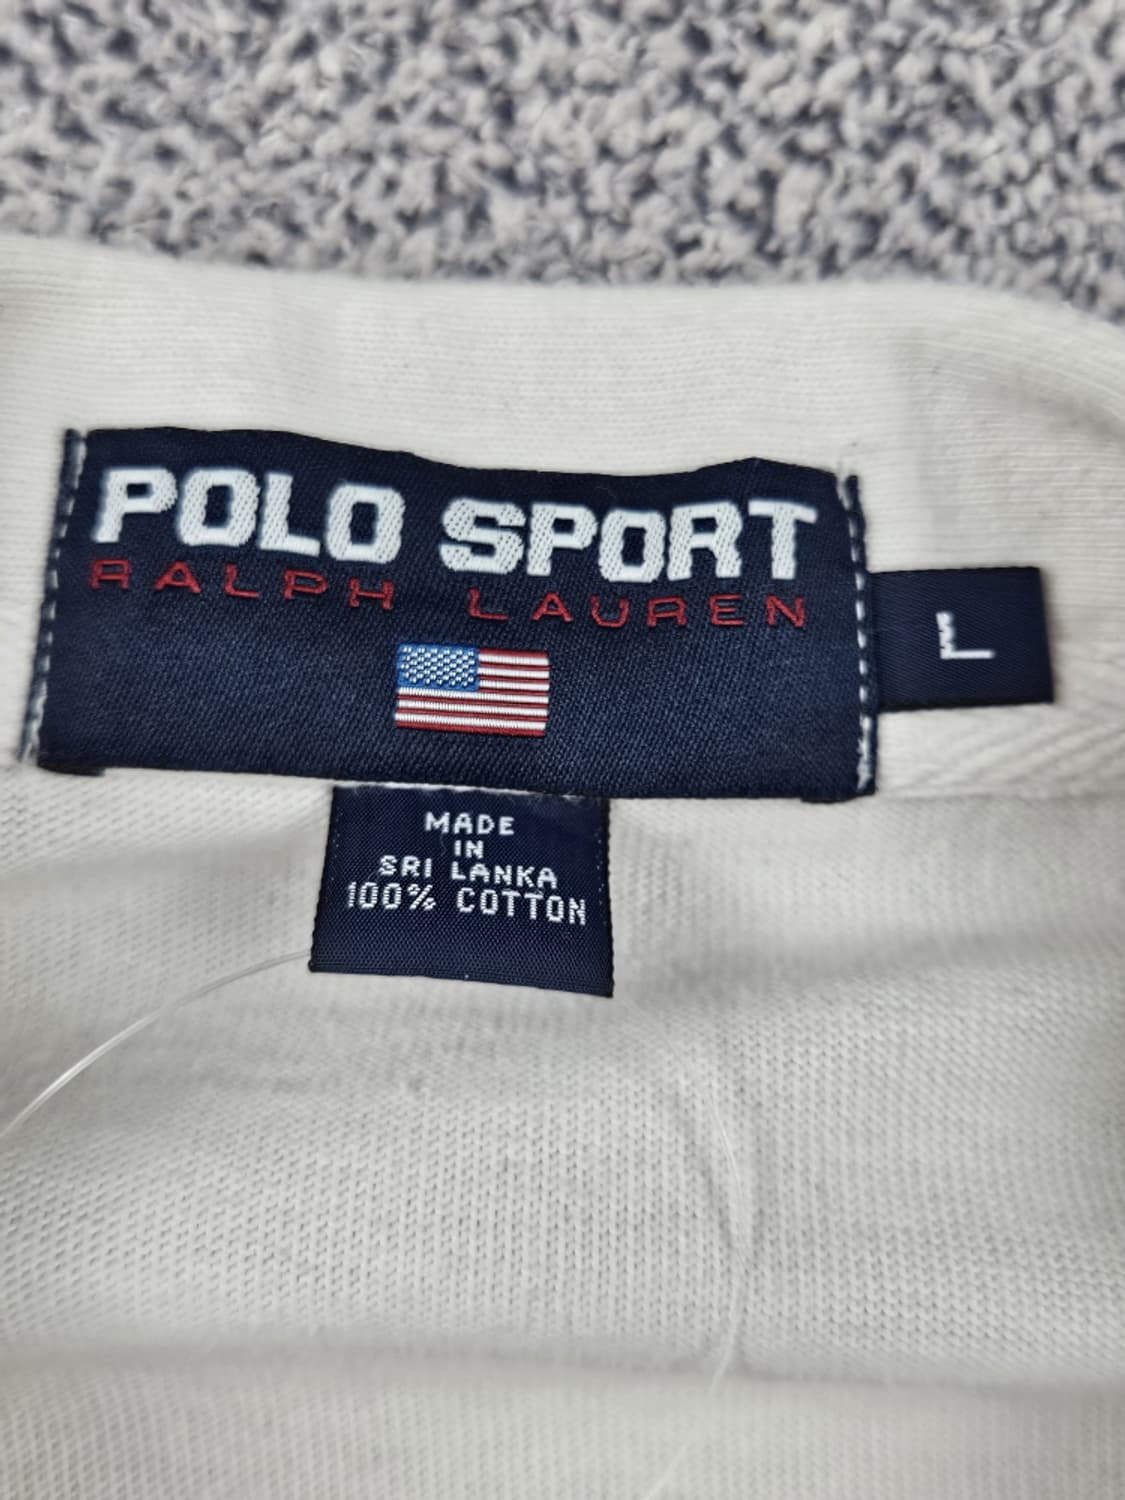 POLO SPORT
RALPH LAUREN
L
MADE
IN
SRI LANKA
100% COTTON